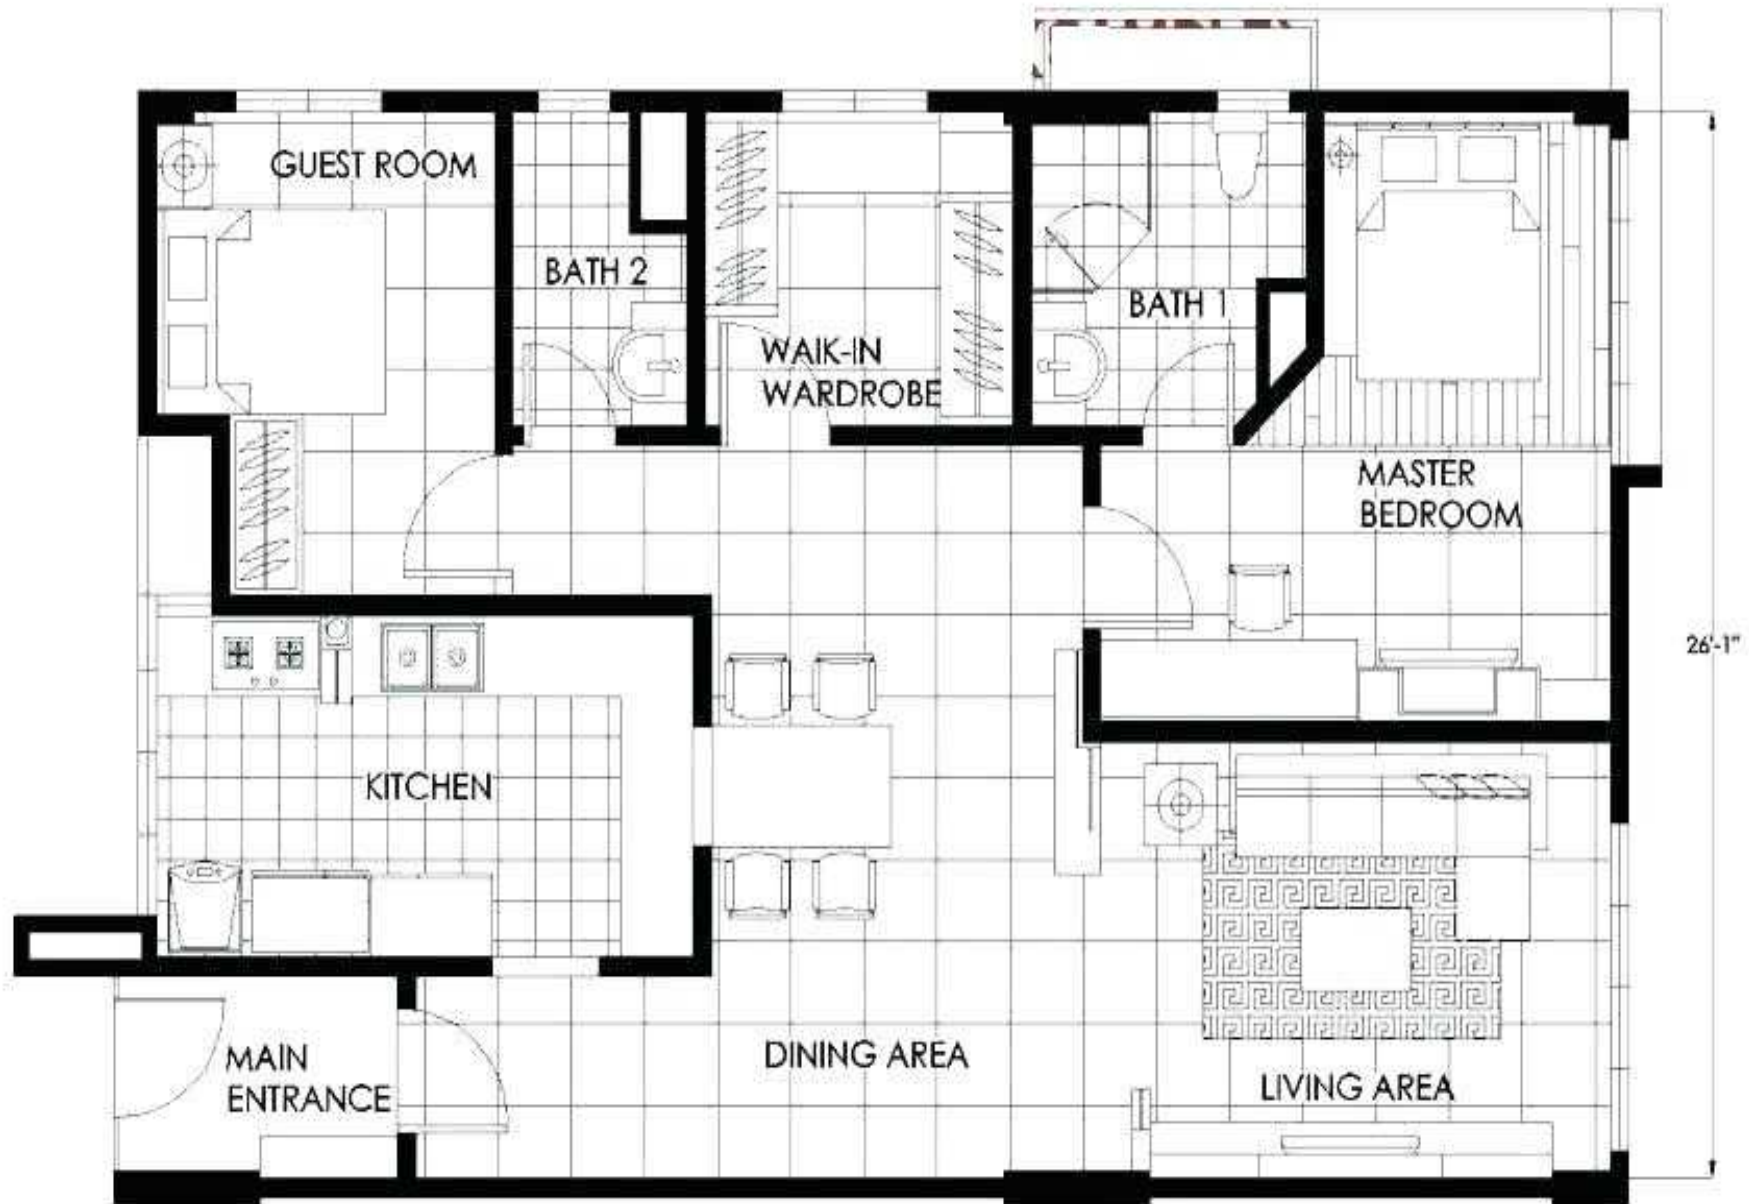 GUEST ROOM
BATH 2
WAIK-IN
WARDROBE
BATH 1
MASTER
BEDROOM
26'-1"
KITCHEN
MAIN
ENTRANCE
DINING AREA
LIVING AREA